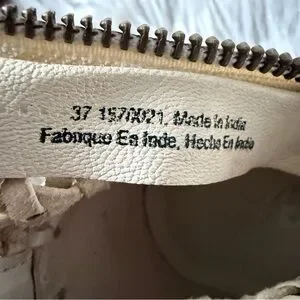 37 1570021. Made In India
Fabrique En Inde, Hecho En India